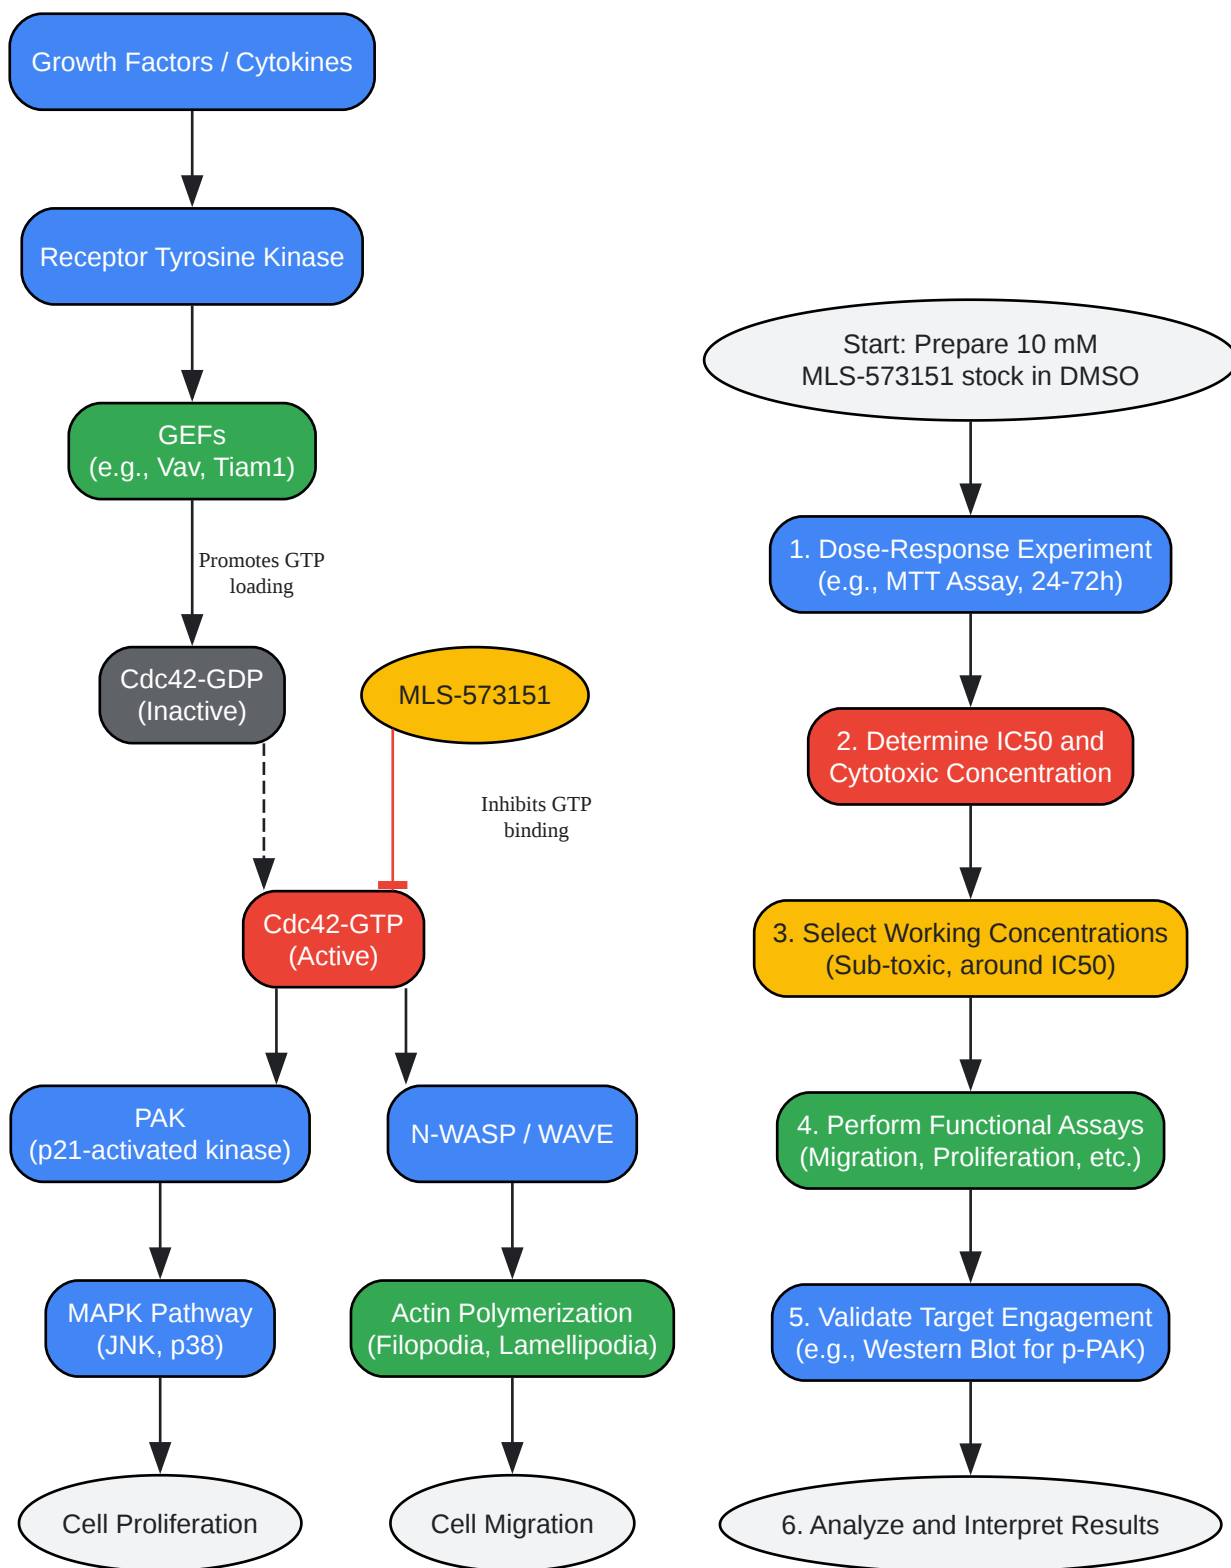 Growth Factors / Cytokines
Receptor Tyrosine Kinase
GEFs
(e.g., Vav, Tiam1)
Promotes GTP
loading
Cdc42-GDP
(Inactive)
MLS-573151
Inhibits GTP
binding
Cdc42-GTP
(Active)
PAK
(p21-activated kinase)
N-WASP / WAVE
MAPK Pathway
(JNK, p38)
Actin Polymerization
(Filopodia, Lamellipodia)
Cell Proliferation
Cell Migration
Start: Prepare 10 mM
MLS-573151 stock in DMSO
1. Dose-Response Experiment
(e.g., MTT Assay, 24-72h)
2. Determine IC50 and
Cytotoxic Concentration
3. Select Working Concentrations
(Sub-toxic, around IC50)
4. Perform Functional Assays
(Migration, Proliferation, etc.)
5. Validate Target Engagement
(e.g., Western Blot for p-PAK)
6. Analyze and Interpret Results